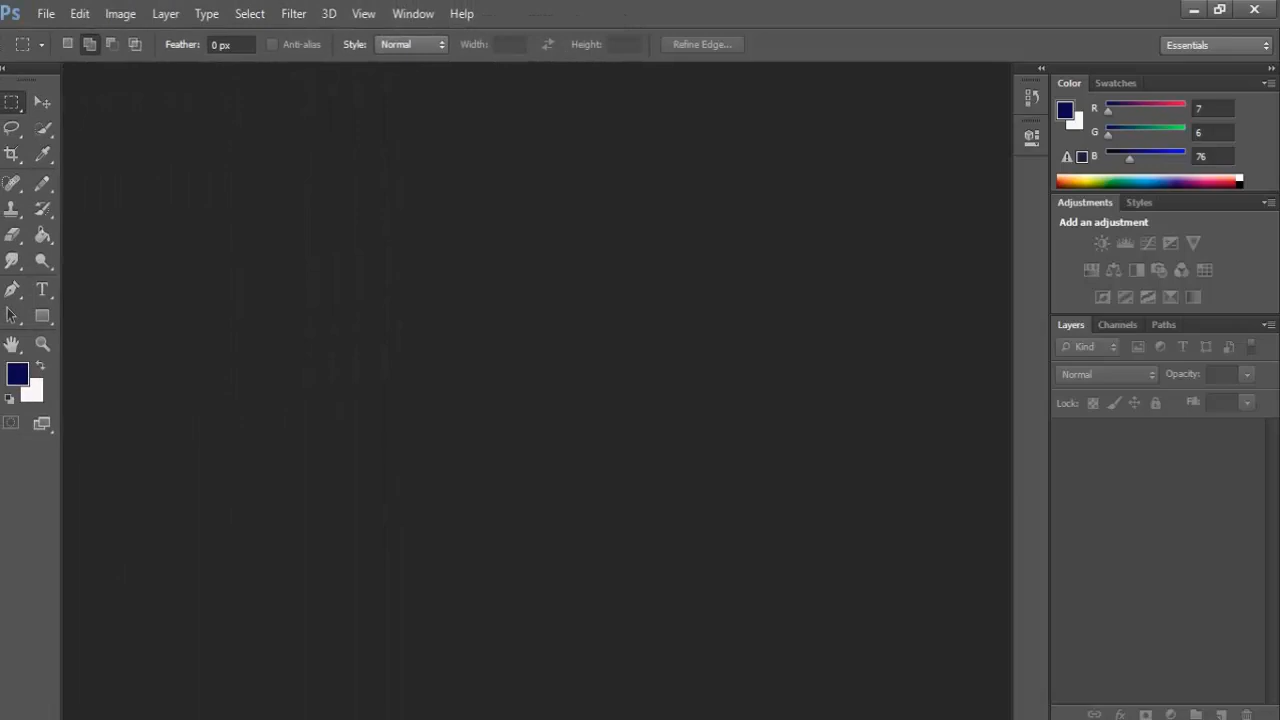 Ps File Edit Image Layer Type Select Filter 3D View Window Help
Feather: 0 px Anti-alias Style: Normal Width: Height: Refine Edge... Essentials
Color Swatches
R 7
G 6
B 76
Adjustments Styles
Add an adjustment
Layers Channels Paths
Kind
Normal Opacity:
Lock: Fill: